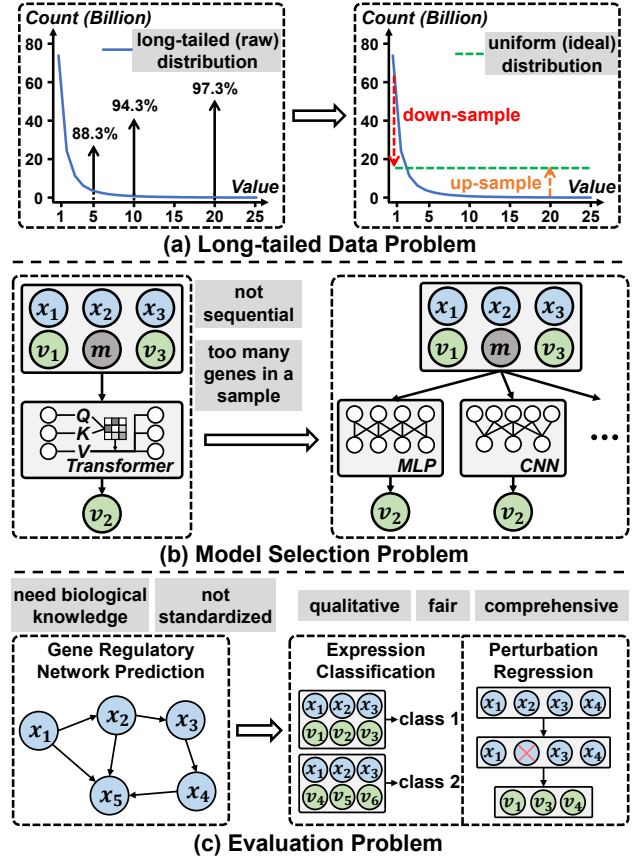 Count (Billion)
80
60
40
20
0
long-tailed (raw)
distribution
88.3%
94.3%
97.3%
Value
1 5 10 15 20 25
Count (Billion)
80
60
40
20
0
uniform (ideal)
distribution
down-sample
up-sample
Value
1 5 10 15 20 25
(a) Long-tailed Data Problem
x₁ x₂ x₃
v₁ m v₃
Q
K
V
Transformer
v₂
not
sequential
too many
genes in a
sample
x₁ x₂ x₃
v₁ m v₃
MLP
CNN
...
v₂
v₂
(b) Model Selection Problem
need biological
knowledge
not
standardized
qualitative
fair
comprehensive
Gene Regulatory
Network Prediction
x₁
x₂
x₃
x₅
x₄
Expression
Classification
x₁ x₂ x₃
v₁ v₂ v₃
class 1
x₁ x₂ x₃
v₄ v₅ v₆
class 2
Perturbation
Regression
x₁ x₂ x₃ x₄
x₁ x₃ x₄
v₁ v₃ v₄
(c) Evaluation Problem